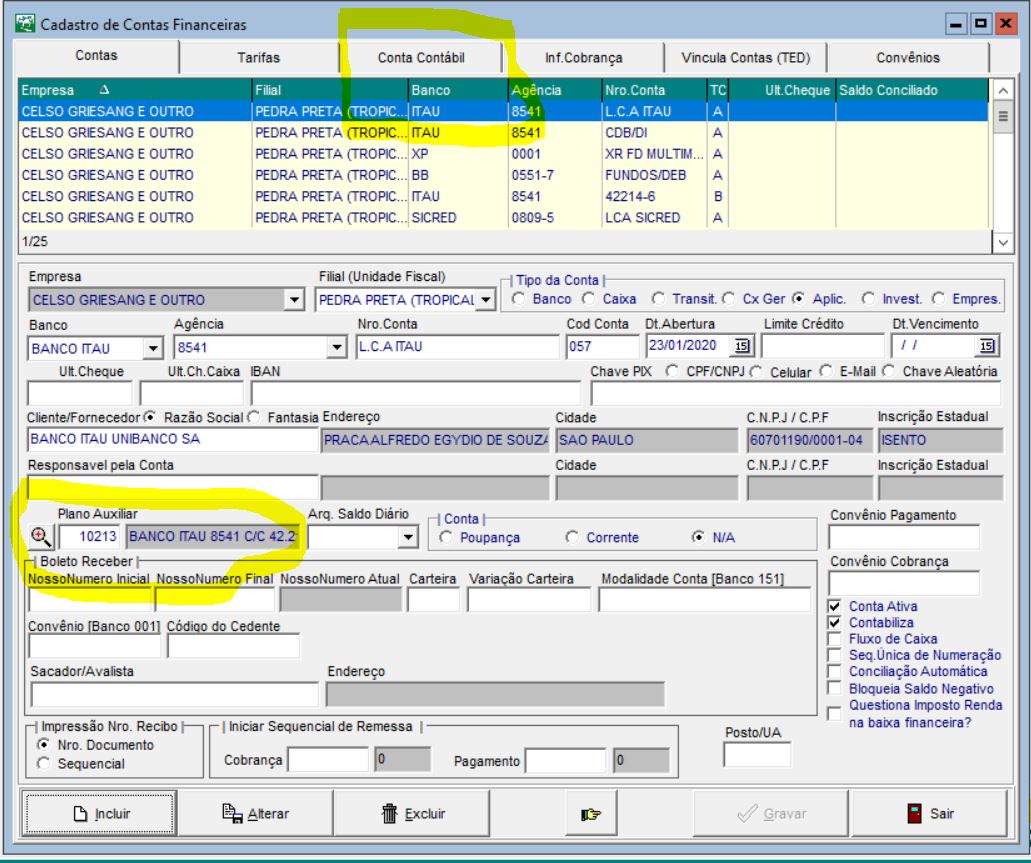 Cadastro de Contas Financeiras
Contas Tarifas Conta Contábil Inf.Cobrança Vincula Contas (TED) Convênios
Empresa Filial Banco Agência Nro.Conta TC Ult.Cheque Saldo Conciliado
CELSO GRIESANG E OUTRO PEDRA PRETA (TROPIC... ITAU 8541 L.C.A ITAU A
CELSO GRIESANG E OUTRO PEDRA PRETA (TROPIC... ITAU 8541 CDB/DI A
CELSO GRIESANG E OUTRO PEDRA PRETA (TROPIC... XP 0001 XR FD MULTIM... A
CELSO GRIESANG E OUTRO PEDRA PRETA (TROPIC... BB 0551-7 FUNDOS/DEB A
CELSO GRIESANG E OUTRO PEDRA PRETA (TROPIC... ITAU 8541 42214-6 B
CELSO GRIESANG E OUTRO PEDRA PRETA (TROPIC... SICRED 0809-5 LCA SICRED A
1/25
Empresa Filial (Unidade Fiscal) | Tipo da Conta |
CELSO GRIESANG E OUTRO PEDRA PRETA (TROPICAL Banco Caixa Transit. Cx Ger Aplic. Invest. Empres.
Banco Agência Nro.Conta Cod Conta Dt.Abertura Limite Crédito Dt.Vencimento
BANCO ITAU 8541 L.C.A ITAU 057 23/01/2020 15 / / 15
Ult.Cheque Ult.Ch.Caixa IBAN Chave PIX CPF/CNPJ Celular E-Mail Chave Aleatória
Cliente/Fornecedor Razão Social Fantasia Endereço Cidade C.N.P.J / C.P.F Inscrição Estadual
BANCO ITAU UNIBANCO SA PRACA ALFREDO EGYDIO DE SOUZA SAO PAULO 60701190/0001-04 ISENTO
Responsavel pela Conta Cidade C.N.P.J / C.P.F Inscrição Estadual
Plano Auxiliar Arq. Saldo Diário | Conta | Convênio Pagamento
10213 BANCO ITAU 8541 C/C 42.2 Poupança Corrente N/A
| Boleto Receber | Convênio Cobrança
NossoNumero Inicial NossoNumero Final NossoNumero Atual Carteira Variação Carteira Modalidade Conta [Banco 151]
Conta Ativa
Convênio [Banco 001] Código do Cedente Contabiliza
Fluxo de Caixa
Seq.Única de Numeração
Sacador/Avalista Endereço Conciliação Automática
Bloqueia Saldo Negativo
Questiona Imposto Renda
na baixa financeira?
| Impressão Nro. Recibo | | Iniciar Sequencial de Remessa | Posto/UA
Nro. Documento
Sequencial Cobrança 0 Pagamento 0
Incluir Alterar Excluir Gravar Sair